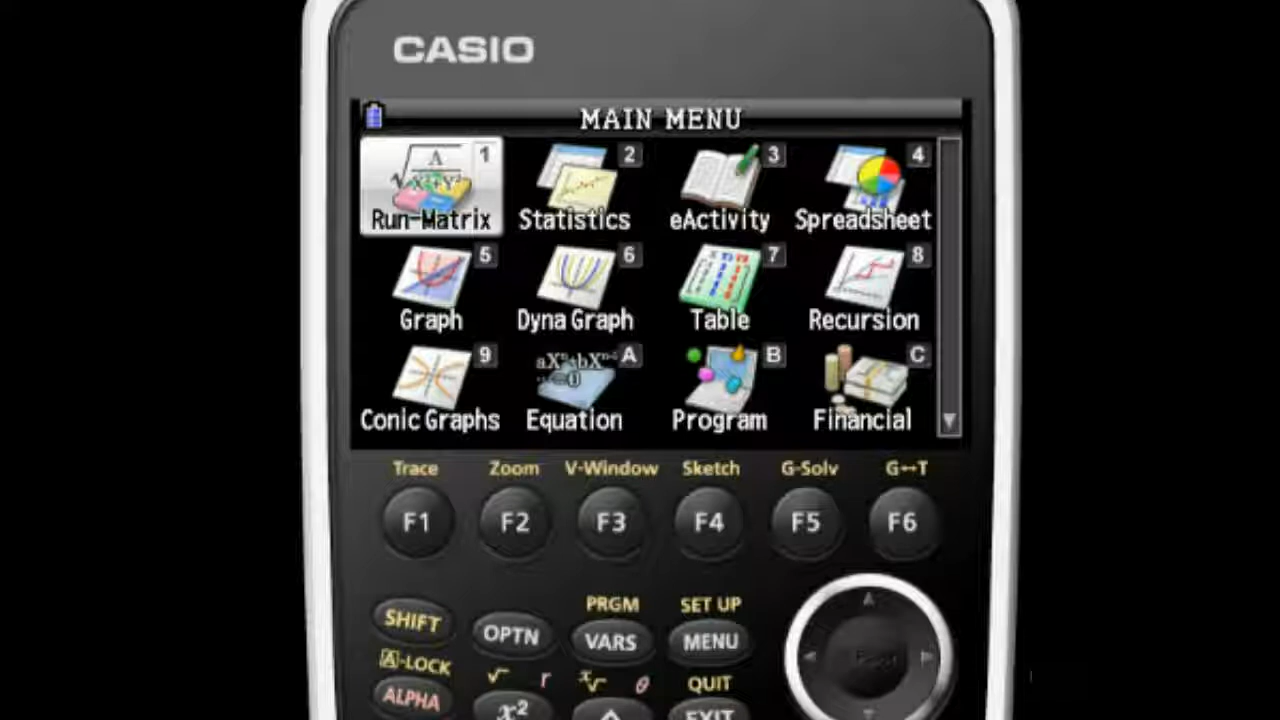 CASIO
MAIN MENU
1 2 3 4
Run-Matrix Statistics eActivity Spreadsheet
5 6 7 8
Graph Dyna Graph Table Recursion
9 A B C
Conic Graphs Equation Program Financial
Trace Zoom V-Window Sketch G-Solv G↔T
F1 F2 F3 F4 F5 F6
PRGM SET UP
SHIFT OPTN VARS MENU
A-LOCK √ r ˣ√ θ QUIT
ALPHA x² ^ EXIT